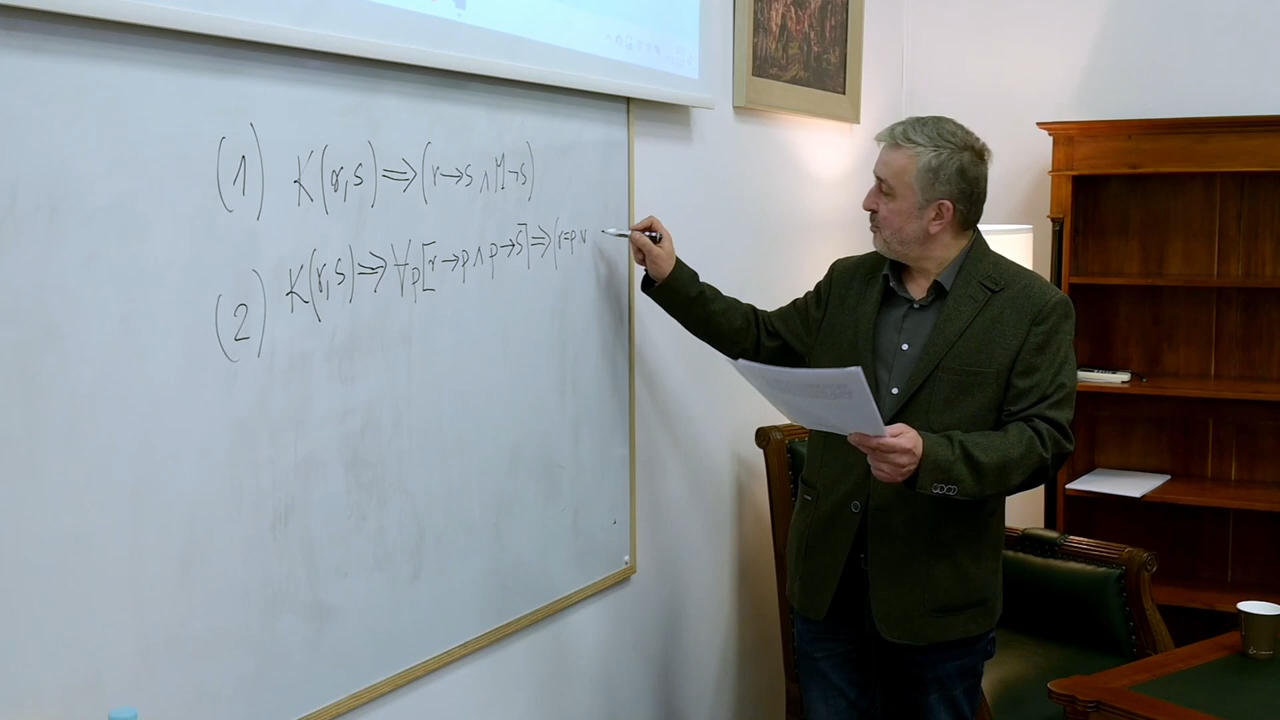 (1) K(r,s)⟹(r→s∧M¬s)
(2) K(r,s)⟹∀p[r→p∧p→s]⟹(r=p∨